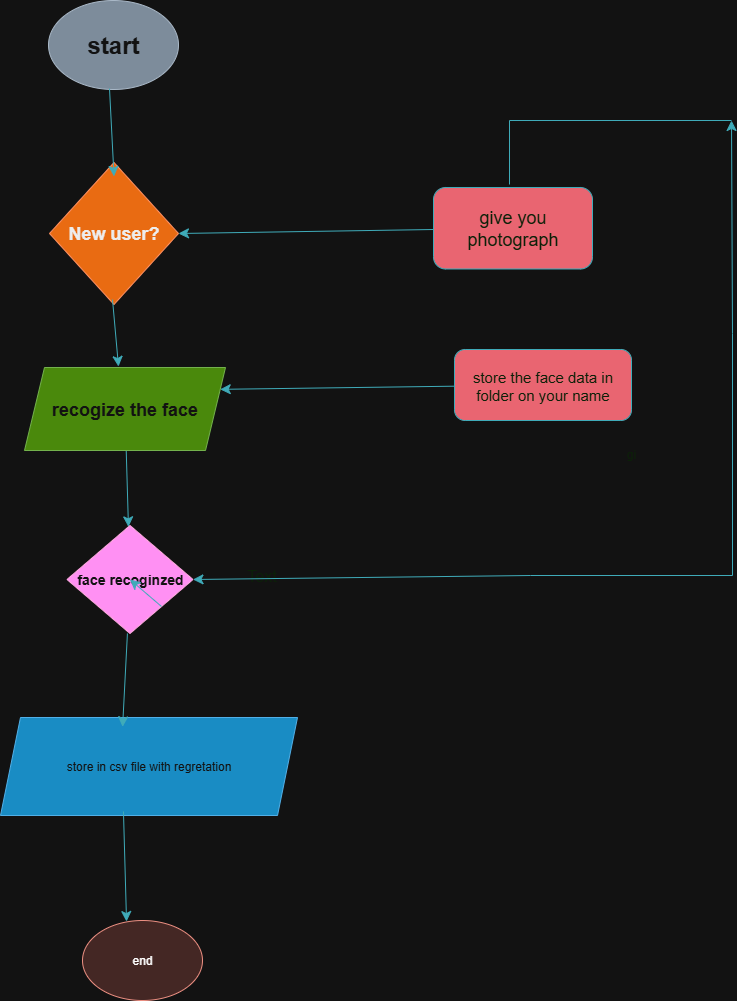 start
New user?
give you
photograph
recogize the face
store the face data in
folder on your name
face recoginzed
store in csv file with regretation
end